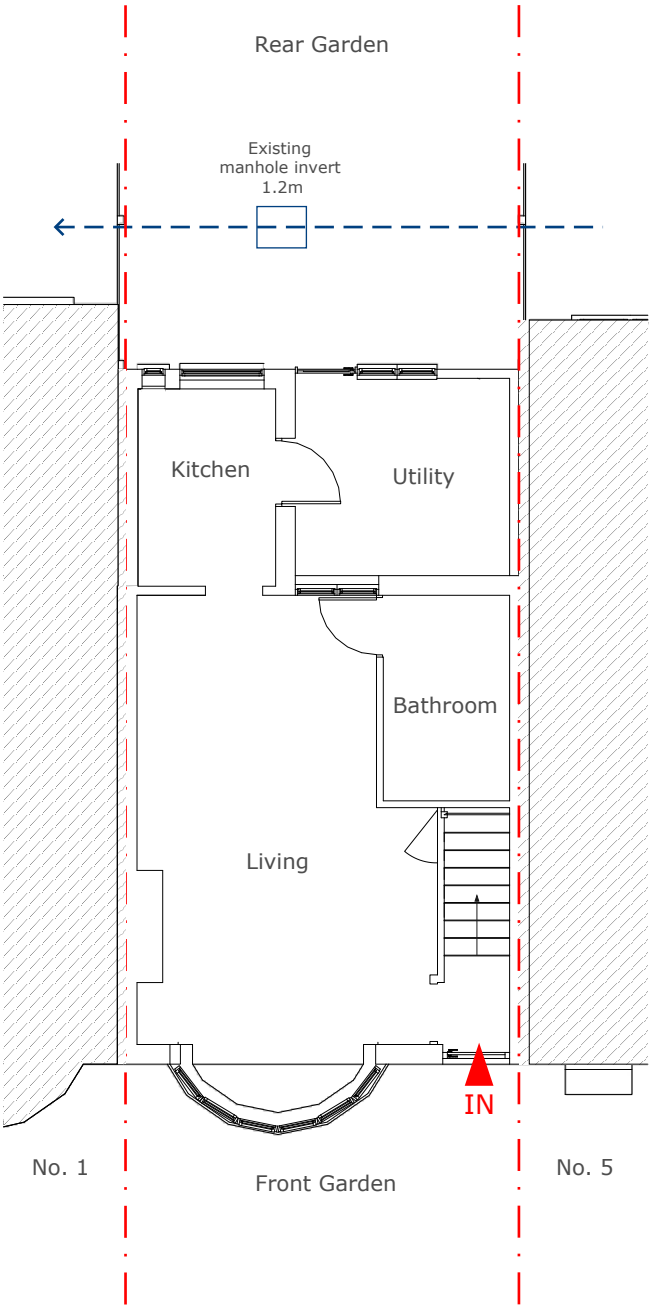 Rear Garden
Existing
manhole invert
1.2m
Kitchen
Utility
Bathroom
Living
IN
No. 1
Front Garden
No. 5